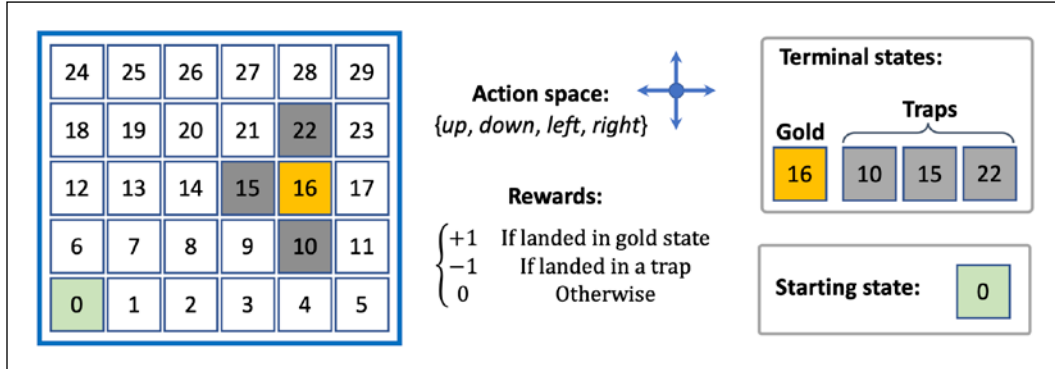 24 25 26 27 28 29
18 19 20 21 22 23
12 13 14 15 16 17
6 7 8 9 10 11
0 1 2 3 4 5
Action space:
{up, down, left, right}
Rewards:
+1 If landed in gold state
−1 If landed in a trap
0 Otherwise
Terminal states:
Gold Traps
16 10 15 22
Starting state: 0